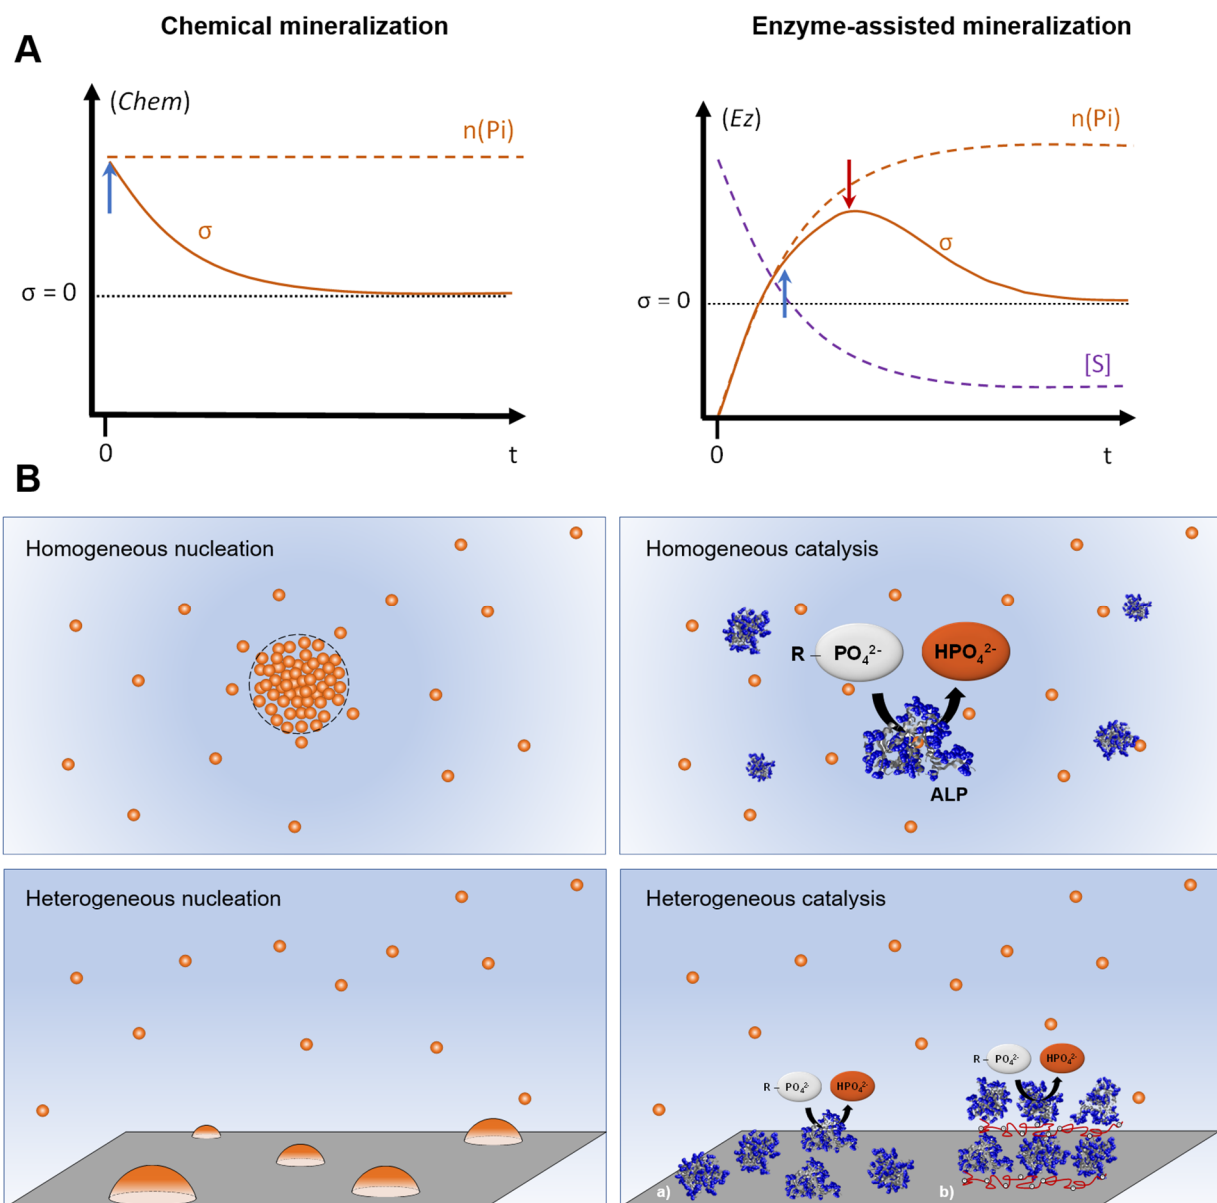 Chemical mineralization
Enzyme-assisted mineralization
A
(Chem)
n(Pi)
σ
σ = 0
0
t
(Ez)
n(Pi)
σ
σ = 0
[S]
0
t
B
Homogeneous nucleation
Homogeneous catalysis
R – PO₄²⁻
HPO₄²⁻
ALP
Heterogeneous nucleation
Heterogeneous catalysis
R – PO₄²⁻
HPO₄²⁻
R – PO₄²⁻
HPO₄²⁻
a)
b)